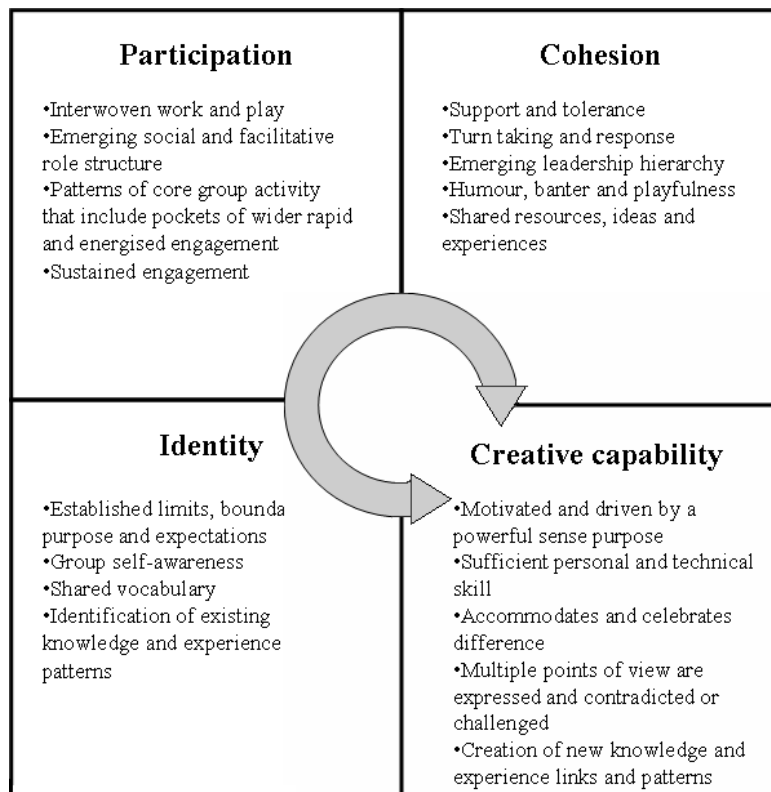 Participation
•Interwoven work and play
•Emerging social and facilitative
role structure
•Patterns of core group activity
that include pockets of wider rapid
and energised engagement
•Sustained engagement
Cohesion
•Support and tolerance
•Turn taking and response
•Emerging leadership hierarchy
•Humour, banter and playfulness
•Shared resources, ideas and
experiences
Identity
•Established limits,
purpose and expectations
•Group self-awareness
•Shared vocabulary
•Identification of existing
knowledge and experience
patterns
Creative capability
•Motivated and driven by a
powerful sense purpose
•Sufficient personal and technical
skill
•Accommodates and celebrates
difference
•Multiple points of view are
expressed and contradicted or
challenged
•Creation of new knowledge and
experience links and patterns